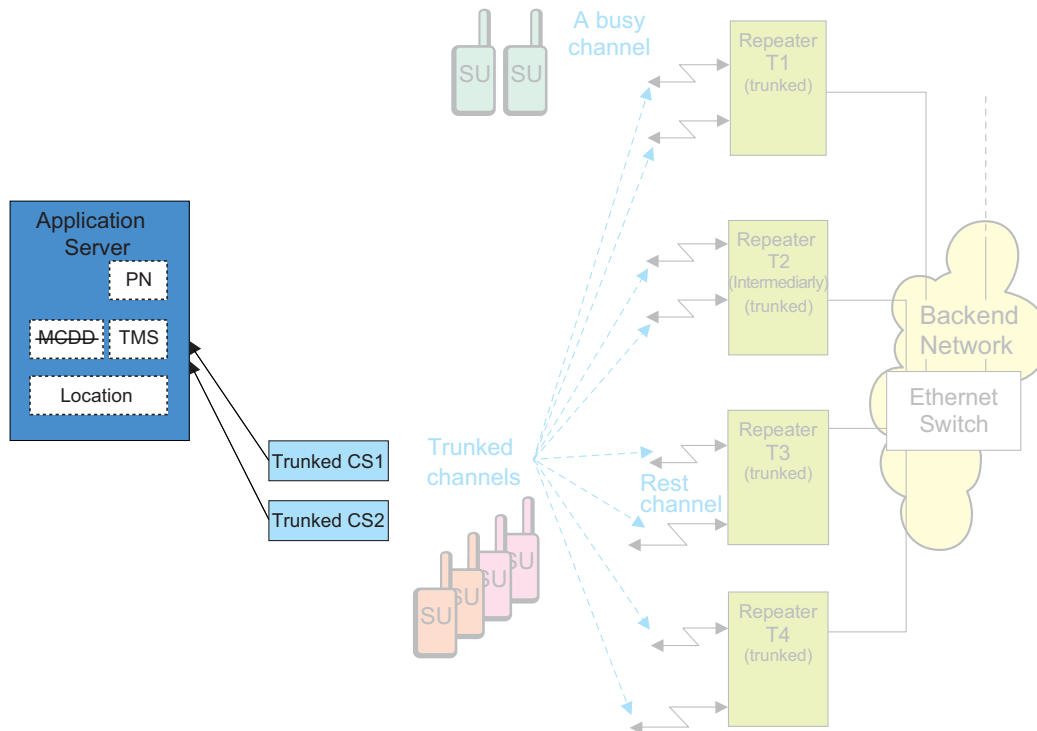 A busy
channel
SU
SU
Repeater
T1
(trunked)
Application
Server
PN
MCDD
TMS
Location
Repeater
T2
(Intermediarly)
(trunked)
Backend
Network
Ethernet
Switch
Trunked CS1
Trunked CS2
Trunked
channels
Rest
channel
Repeater
T3
(trunked)
SU
SU
SU
SU
Repeater
T4
(trunked)